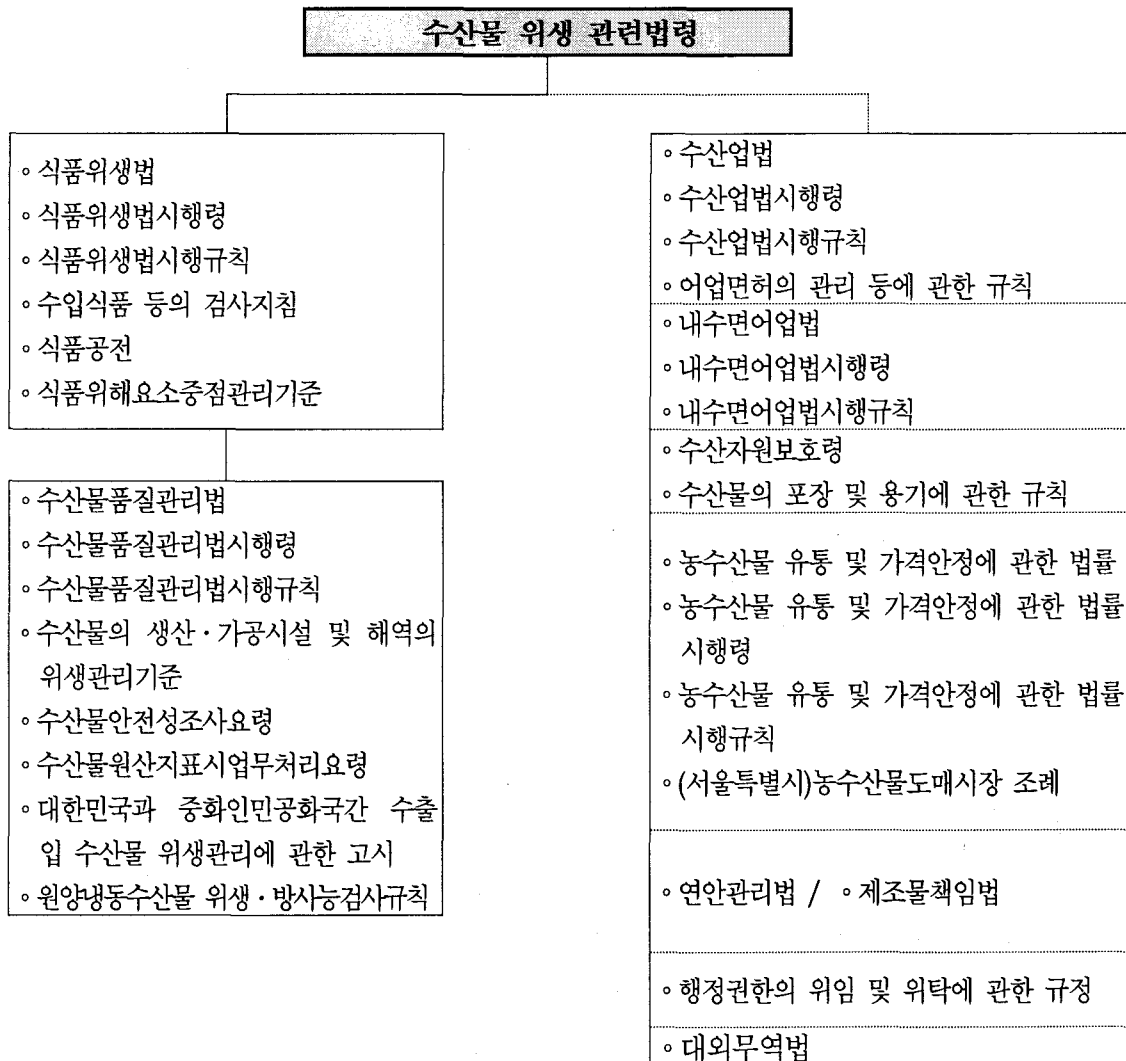 수산물 위생 관련법령
∘ 식품위생법
∘ 식품위생법시행령
∘ 식품위생법시행규칙
∘ 수입식품 등의 검사지침
∘ 식품공전
∘ 식품위해요소중점관리기준
∘ 수산물품질관리법
∘ 수산물품질관리법시행령
∘ 수산물품질관리법시행규칙
∘ 수산물의 생산·가공시설 및 해역의
위생관리기준
∘ 수산물안전성조사요령
∘ 수산물원산지표시업무처리요령
∘ 대한민국과 중화인민공화국간 수출
입 수산물 위생관리에 관한 고시
∘ 원양냉동수산물 위생·방사능검사규칙
∘ 수산업법
∘ 수산업법시행령
∘ 수산업법시행규칙
∘ 어업면허의 관리 등에 관한 규칙
∘ 내수면어업법
∘ 내수면어업법시행령
∘ 내수면어업법시행규칙
∘ 수산자원보호령
∘ 수산물의 포장 및 용기에 관한 규칙
∘ 농수산물 유통 및 가격안정에 관한 법률
∘ 농수산물 유통 및 가격안정에 관한 법률
시행령
∘ 농수산물 유통 및 가격안정에 관한 법률
시행규칙
∘ (서울특별시)농수산물도매시장 조례
∘ 연안관리법 / ∘ 제조물책임법
∘ 행정권한의 위임 및 위탁에 관한 규정
∘ 대외무역법